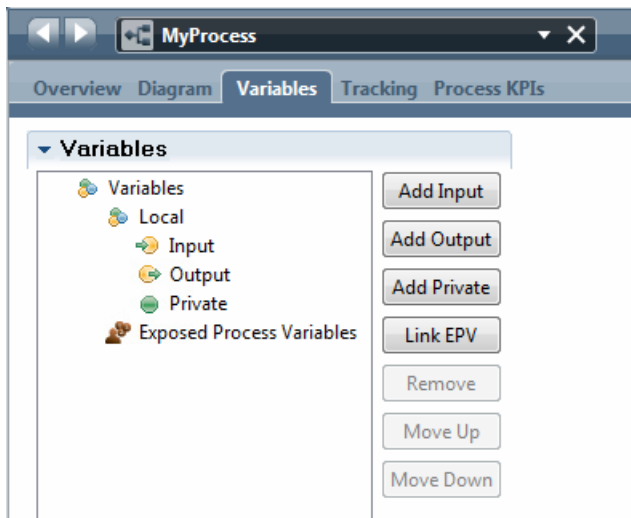 MyProcess
Overview Diagram Variables Tracking Process KPIs
Variables
Variables
Local
Input
Output
Private
Exposed Process Variables
Add Input
Add Output
Add Private
Link EPV
Remove
Move Up
Move Down